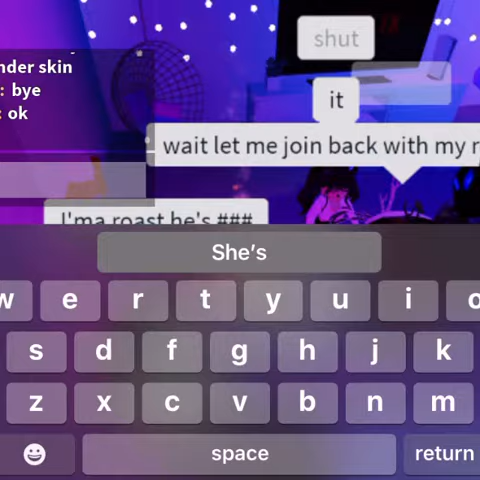 shut
nder skin
: bye
it
: ok
wait let me join back with my r
I'ma roast he's ###
She's
w e r t y u i o
s d f g h j k
z x c v b n m
space return